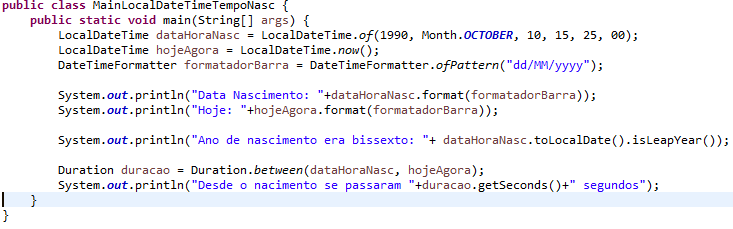 public class MainLocalDateTimeTempoNasc {
    public static void main(String[] args) {
        LocalDateTime dataHoraNasc = LocalDateTime.of(1990, Month.OCTOBER, 10, 15, 25, 00);
        LocalDateTime hojeAgora = LocalDateTime.now();
        DateTimeFormatter formatadorBarra = DateTimeFormatter.ofPattern("dd/MM/yyyy");
        System.out.println("Data Nascimento: "+dataHoraNasc.format(formatadorBarra));
        System.out.println("Hoje: "+hojeAgora.format(formatadorBarra));
        System.out.println("Ano de nascimento era bissexto: "+ dataHoraNasc.toLocalDate().isLeapYear());
        Duration duracao = Duration.between(dataHoraNasc, hojeAgora);
        System.out.println("Desde o nacimento se passaram "+duracao.getSeconds()+" segundos");
    }
}